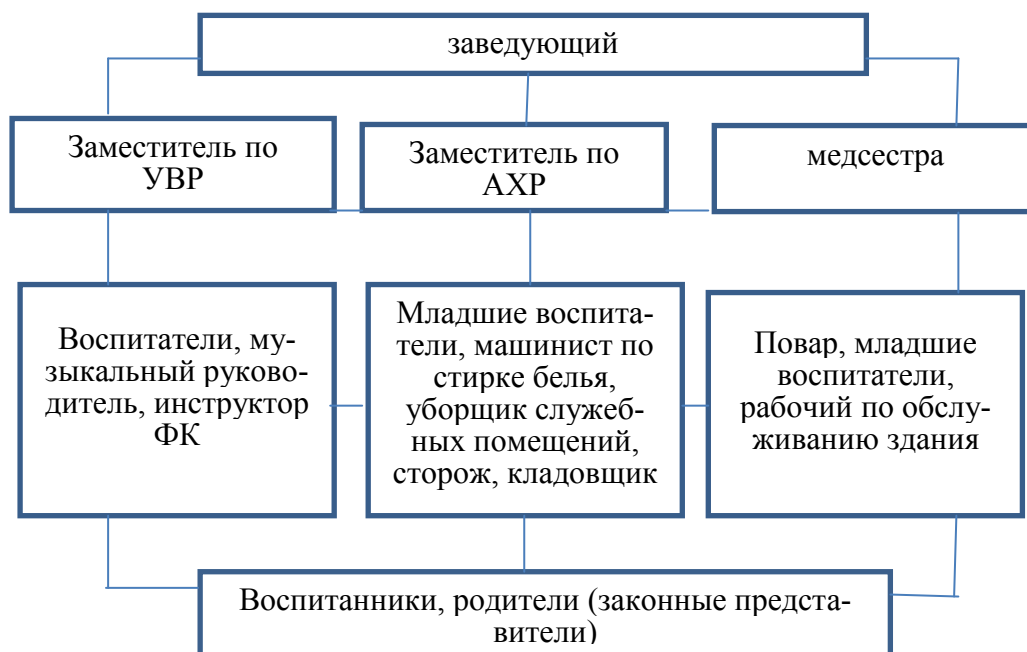 заведующий
Заместитель по
УВР
Заместитель по
АХР
медсестра
Воспитатели, му-
зыкальный руково-
дитель, инструктор
ФК
Младшие воспита-
тели, машинист по
стирке белья,
уборщик служеб-
ных помещений,
сторож, кладовщик
Повар, младшие
воспитатели,
рабочий по обслу-
живанию здания
Воспитанники, родители (законные предста-
вители)